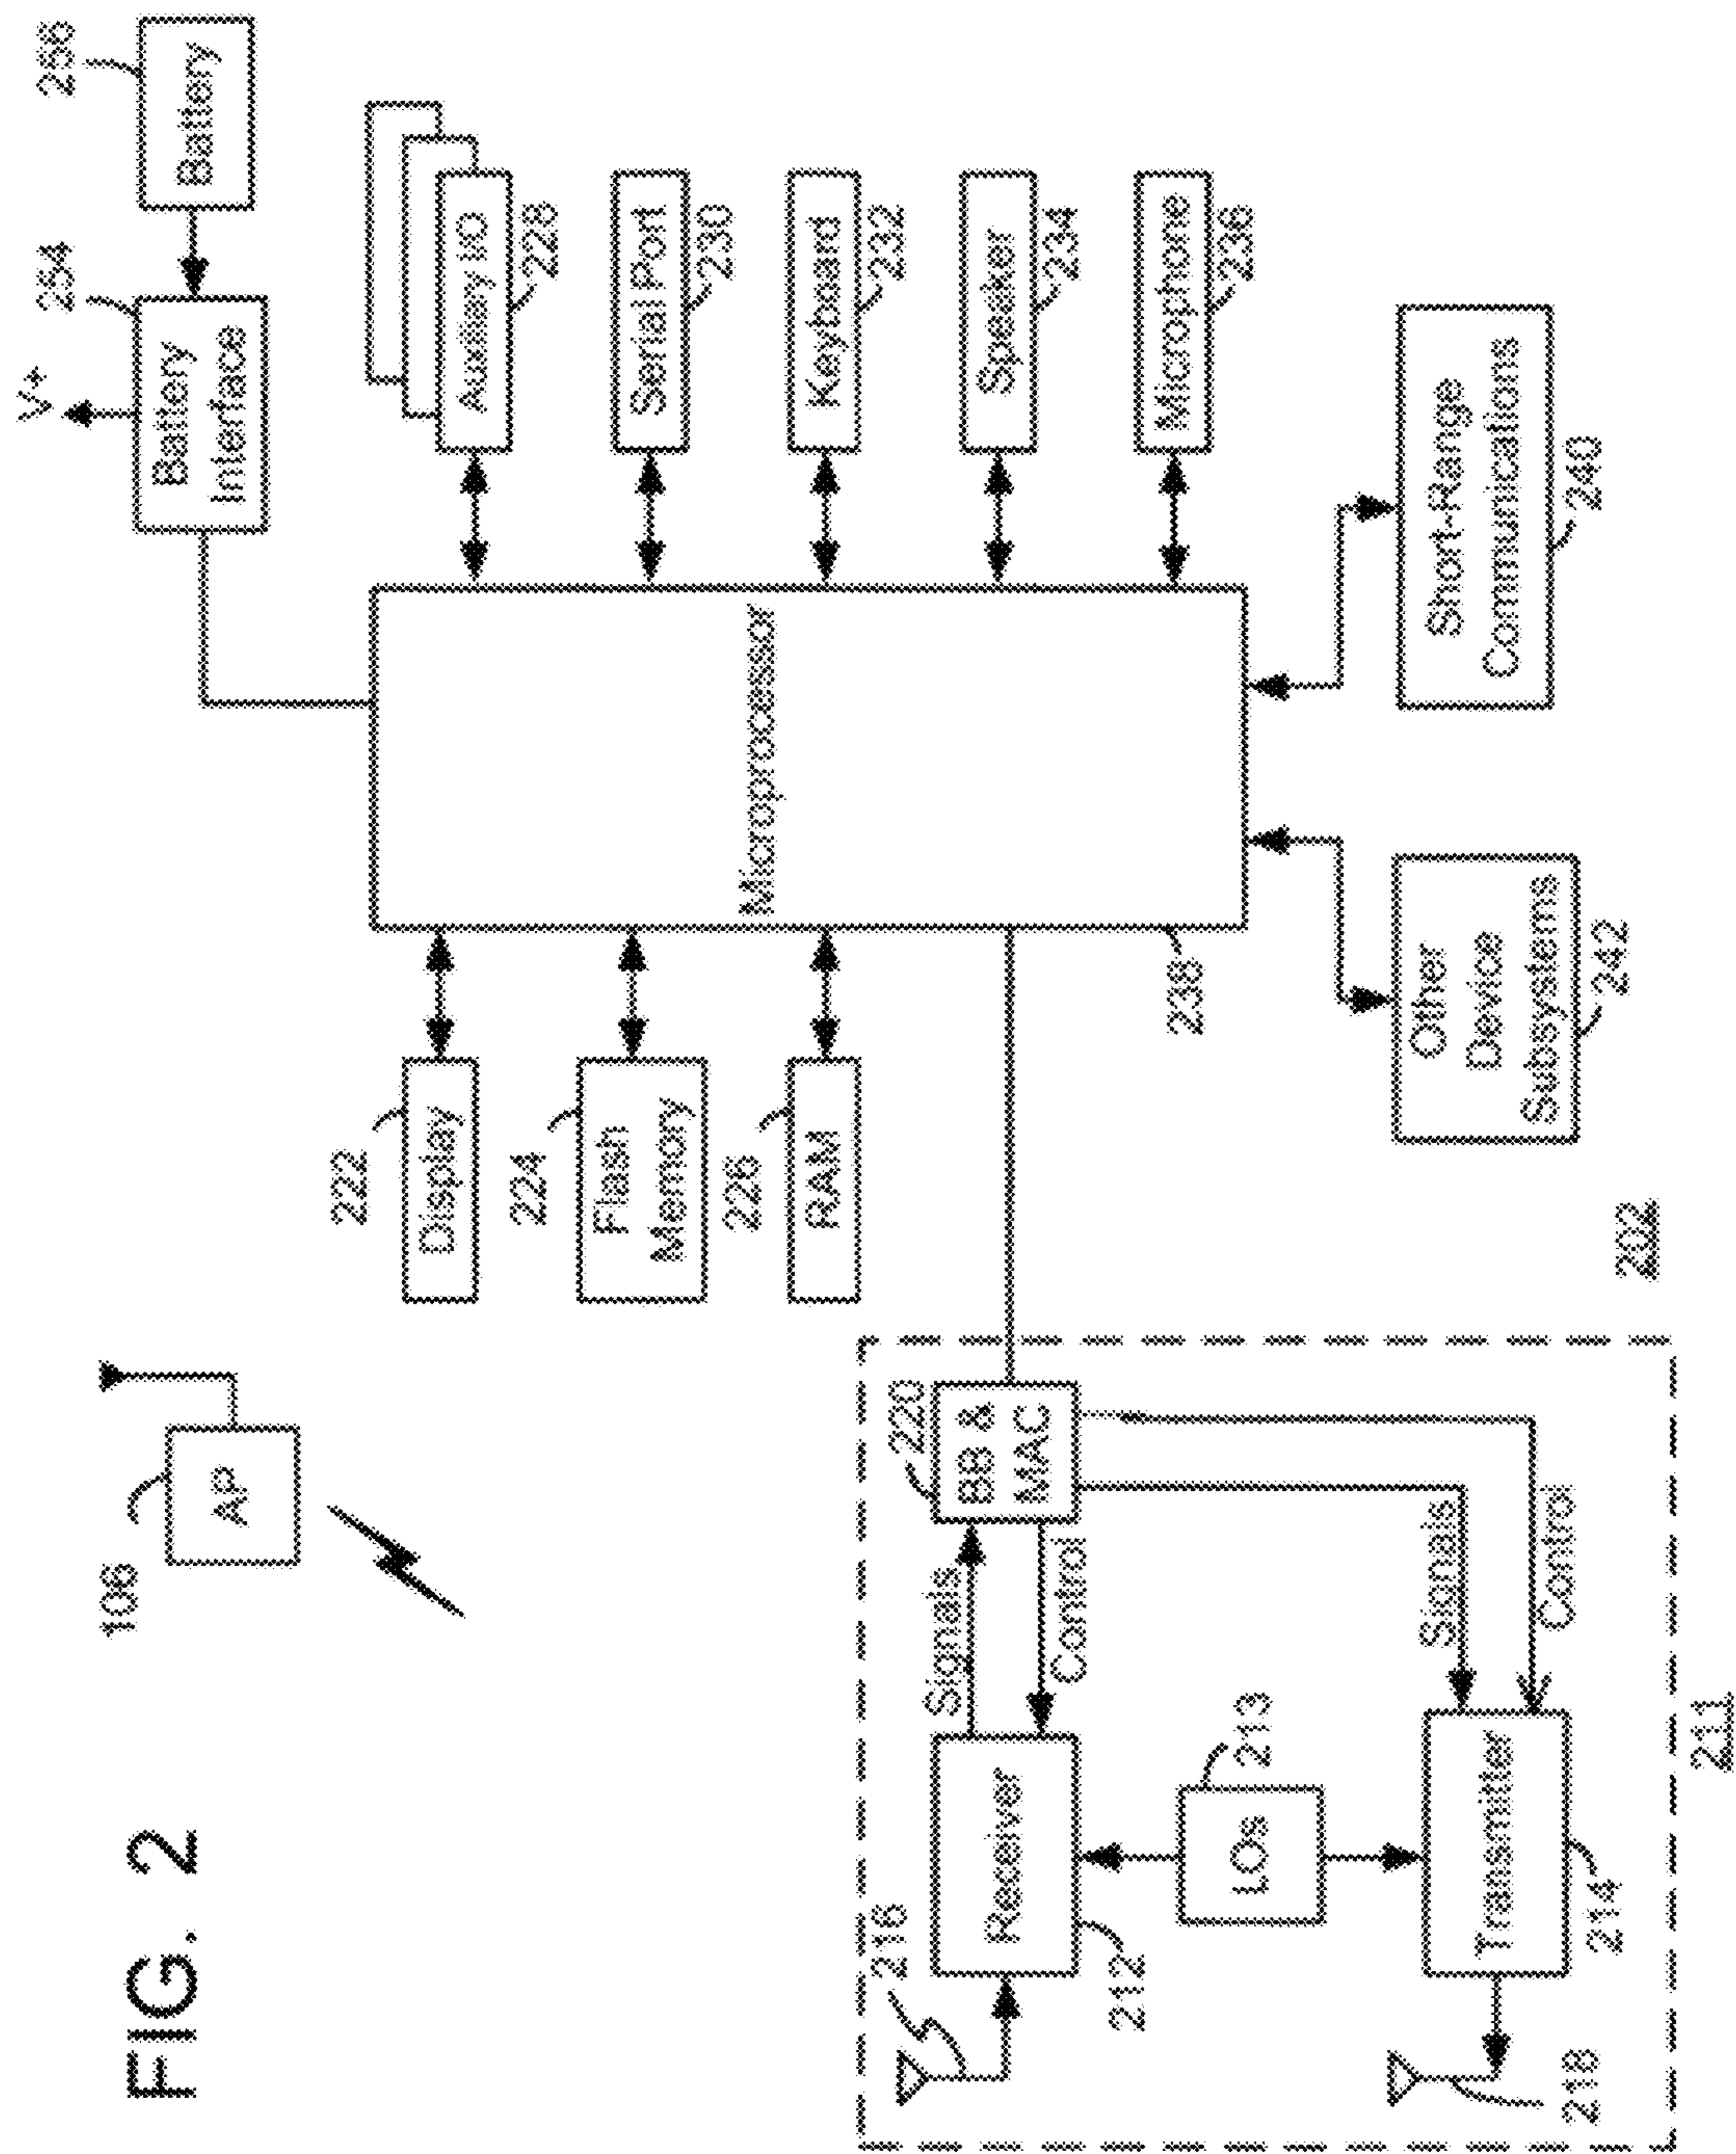 FIG. 2
106
AP
V+
254
Battery
Interface
256
Battery
222
Display
224
Flash
Memory
226
RAM
Microprocessor
238
Auxiliary I/O
228
Serial Port
230
Keyboard
232
Speaker
234
Microphone
236
216
Receiver
212
Signals
Control
220
BB &
MAC
LOs
213
Signals
Control
Transmitter
214
218
211
202
Other
Device
Subsystems
242
Short-Range
Communications
240